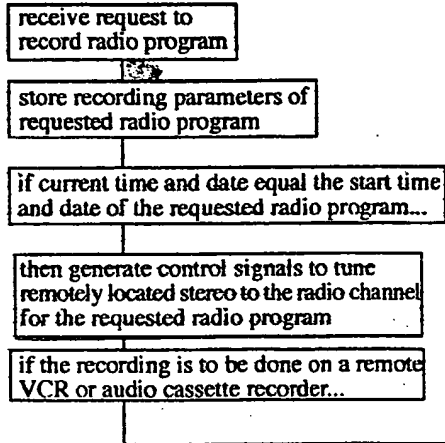 receive request to
record radio program
store recording parameters of
requested radio program
if current time and date equal the start time
and date of the requested radio program...
then generate control signals to tune
remotely located stereo to the radio channel
for the requested radio program
if the recording is to be done on a remote
VCR or audio cassette recorder...